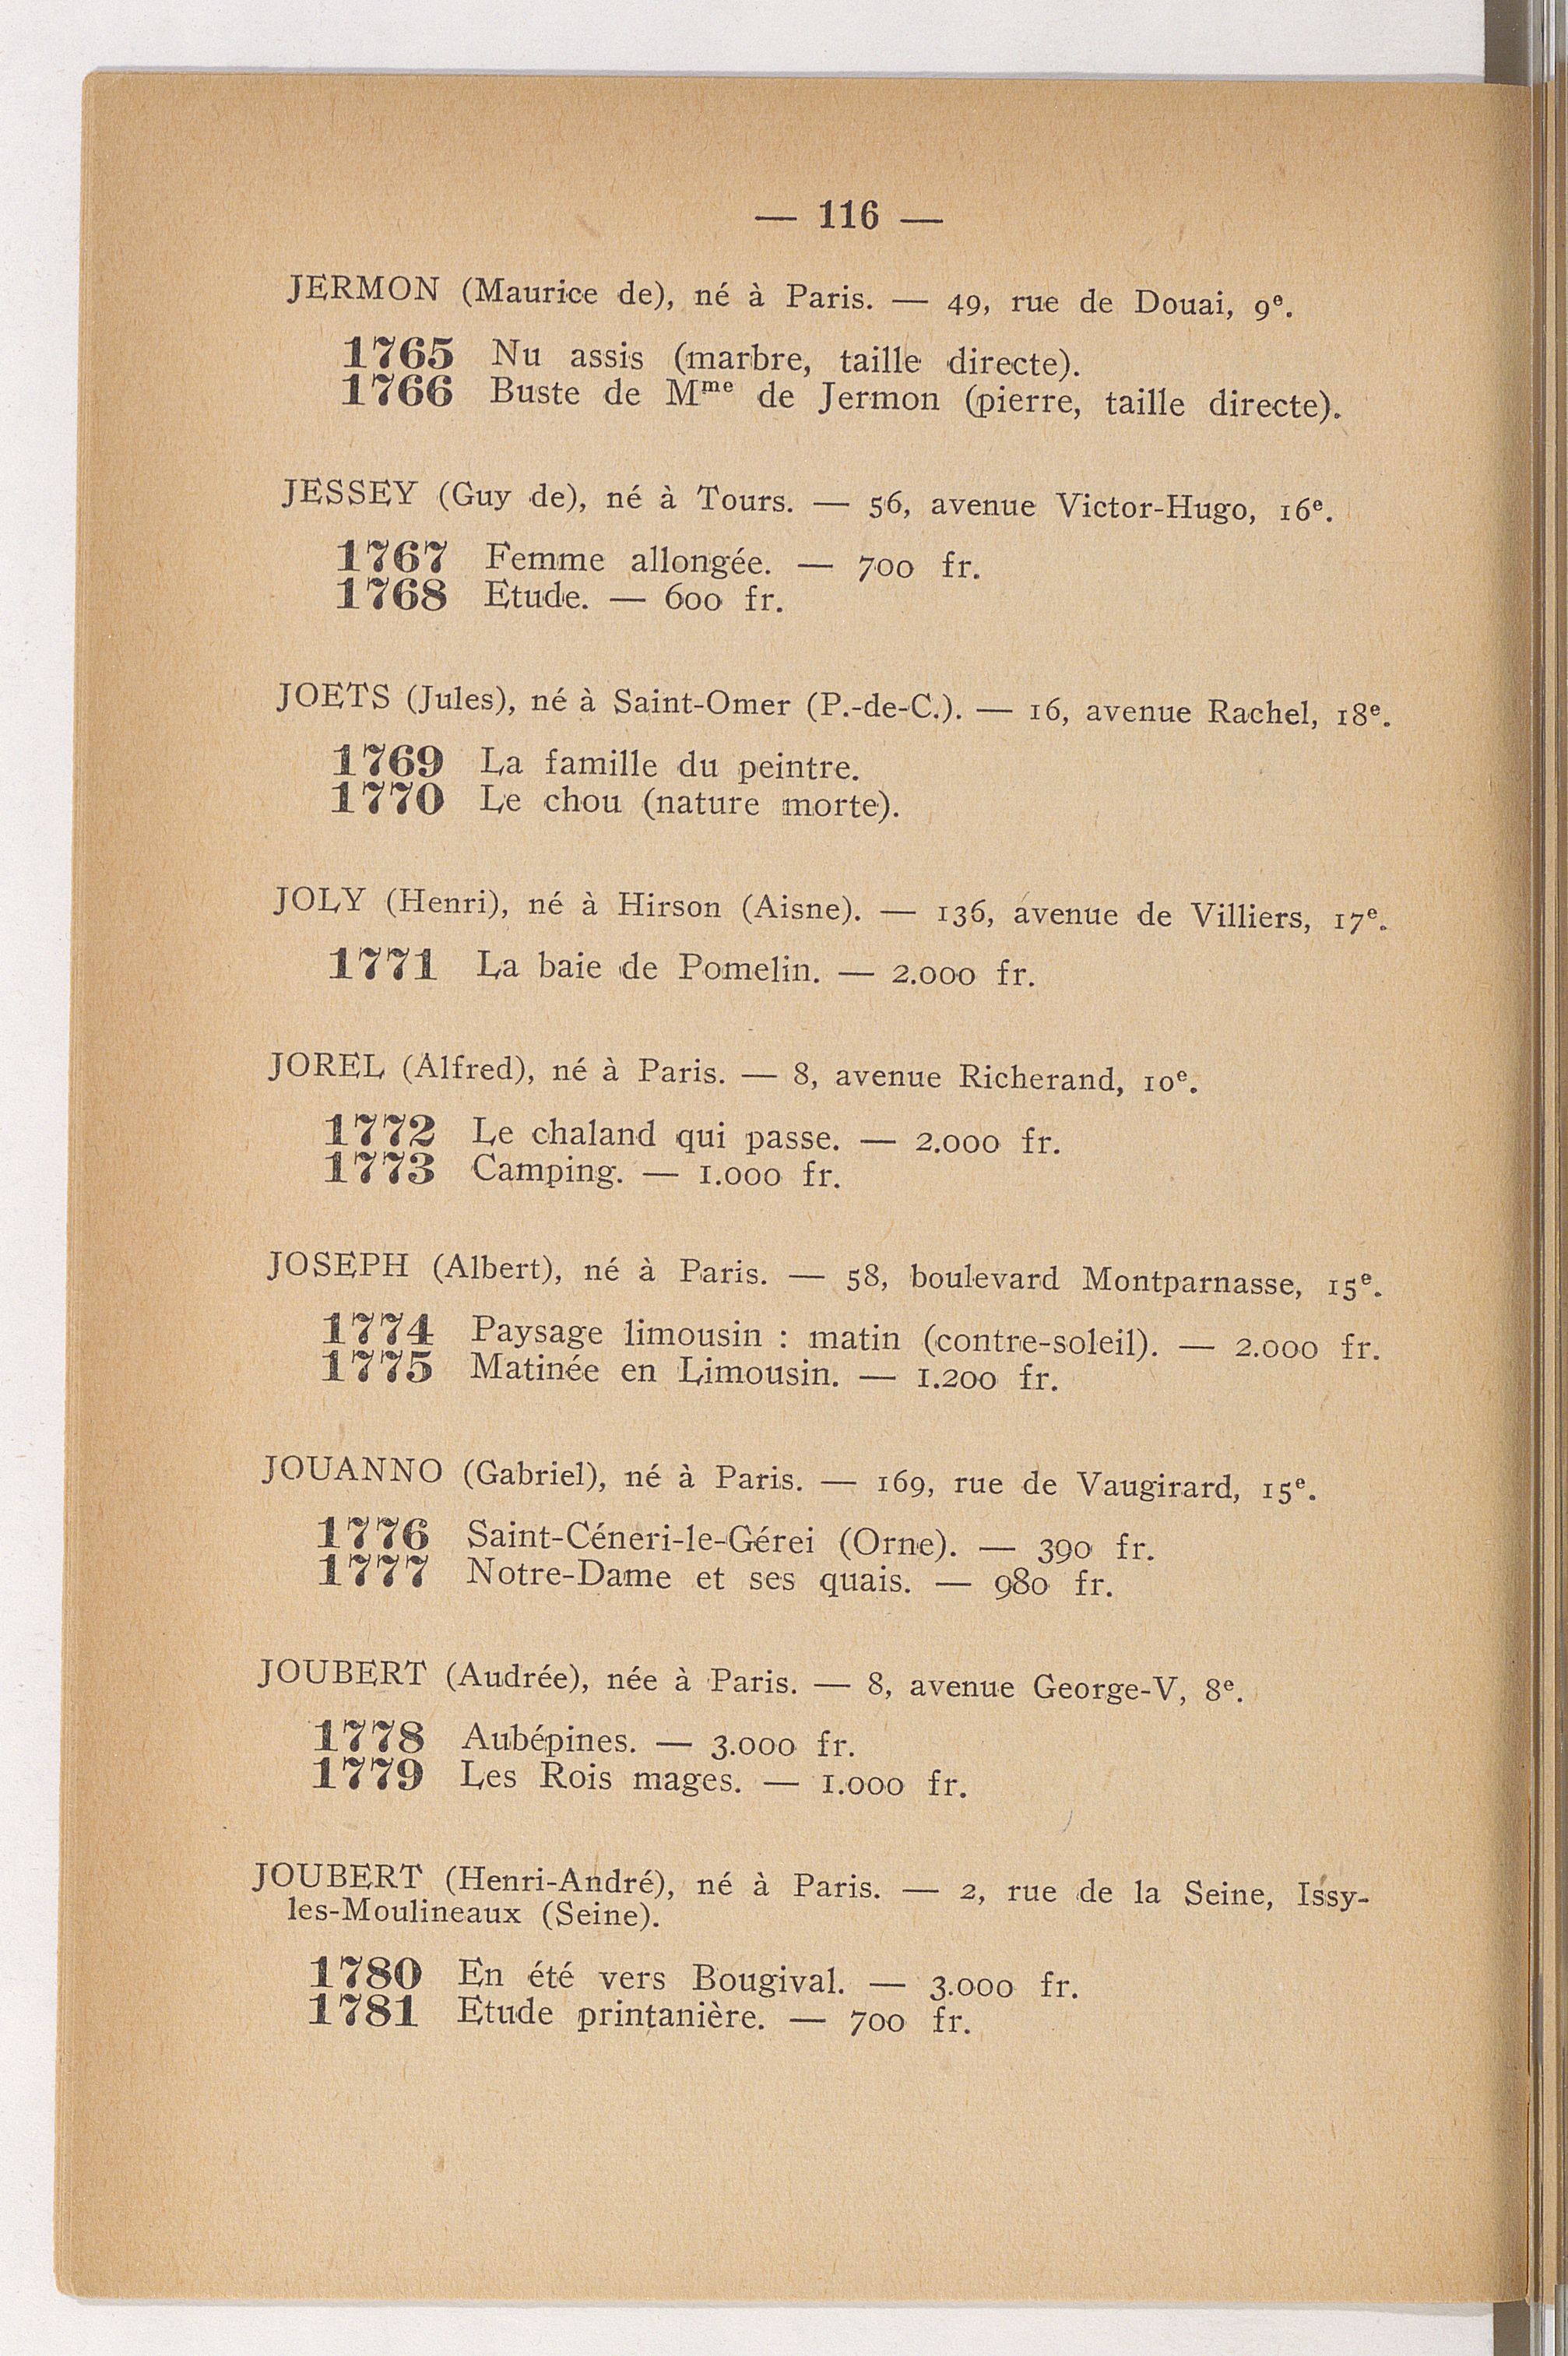 — 116 —
JERMON (Maurice de), né à Paris. — 49, rue de Douai, 9e.
1765 Nu assis (marbre, taille directe).
1766 Buste de Mme de Jermon (pierre, taille directe).
JESSEY (Guy de), né à Tours. — 56, avenue Victor-Hugo, 16e.
1767 Femme allongée. — 700 fr.
1768 Etude. — 600 fr.
JOETS (Jules), né à Saint-Omer (P.-de-C.). — 16, avenue Rachel, 18e.
1769 La famille du peintre.
1770 Le chou (nature morte).
JOLY (Henri), né à Hirson (Aisne). — 136, avenue de Villiers, 17e.
1771 La baie de Pomelin. — 2.000 fr.
JOREL (Alfred), né à Paris. — 8, avenue Richerand, 10e.
1772 Le chaland qui passe. — 2.000 fr.
1773 Camping. — 1.000 fr.
JOSEPH (Albert), né à Paris. — 58, boulevard Montparnasse, 15e.
1774 Paysage limousin : matin (contre-soleil). — 2.000 fr.
1775 Matinée en Limousin. — 1.200 fr.
JOUANNO (Gabriel), né à Paris. — 169, rue de Vaugirard, 15e.
1776 Saint-Céneri-le-Gérei (Orne). — 390 fr.
1777 Notre-Dame et ses quais. — 980 fr.
JOUBERT (Audrée), née à Paris. — 8, avenue George-V, 8e.
1778 Aubépines. — 3.000 fr.
1779 Les Rois mages. — 1.000 fr.
JOUBERT (Henri-André), né à Paris. — 2, rue de la Seine, Issy-
les-Moulineaux (Seine).
1780 En été vers Bougival. — 3.000 fr.
1781 Etude printanière. — 700 fr.